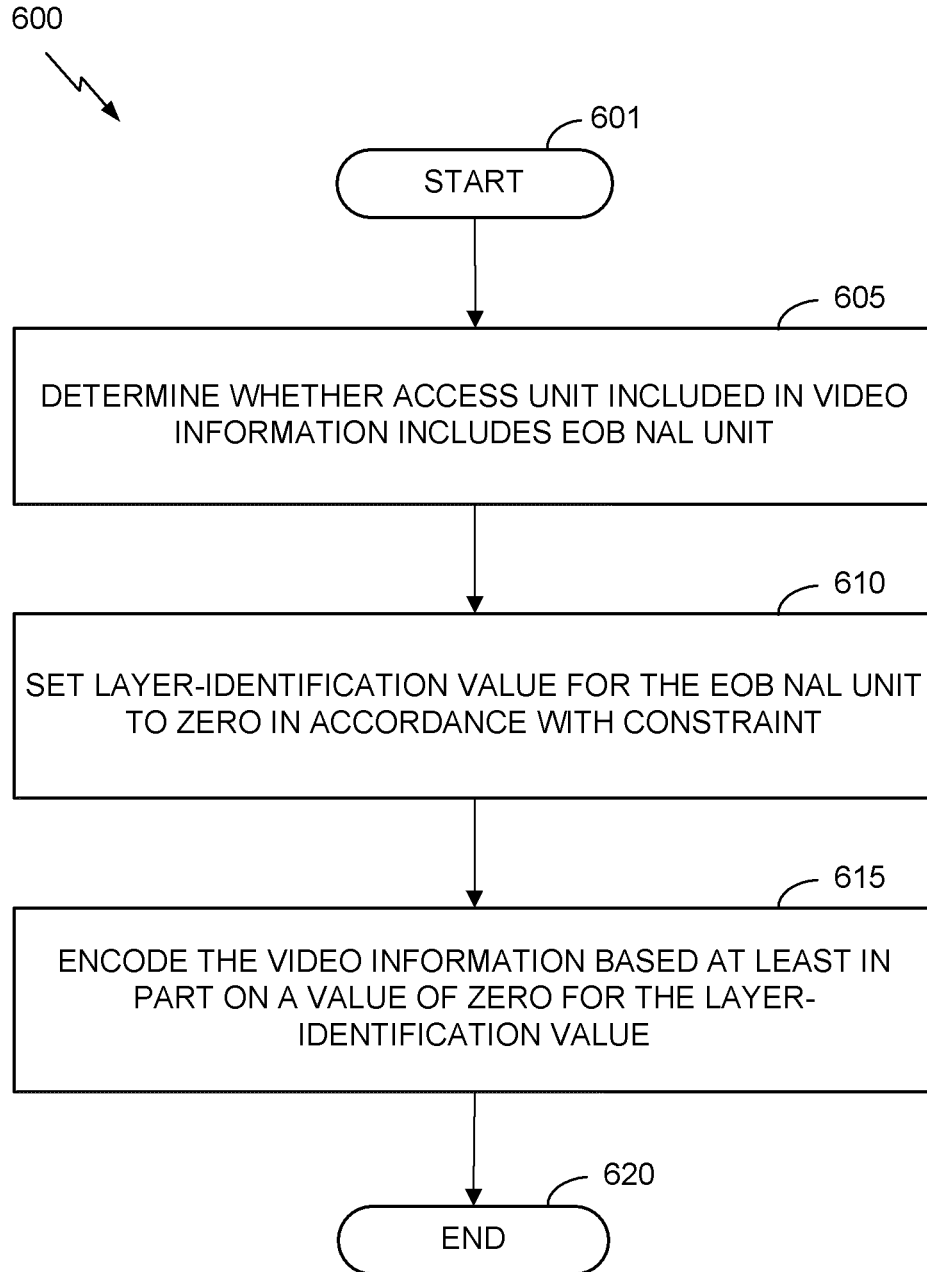 600
601
START
605
DETERMINE WHETHER ACCESS UNIT INCLUDED IN VIDEO
INFORMATION INCLUDES EOB NAL UNIT
610
SET LAYER-IDENTIFICATION VALUE FOR THE EOB NAL UNIT
TO ZERO IN ACCORDANCE WITH CONSTRAINT
615
ENCODE THE VIDEO INFORMATION BASED AT LEAST IN
PART ON A VALUE OF ZERO FOR THE LAYER-
IDENTIFICATION VALUE
620
END